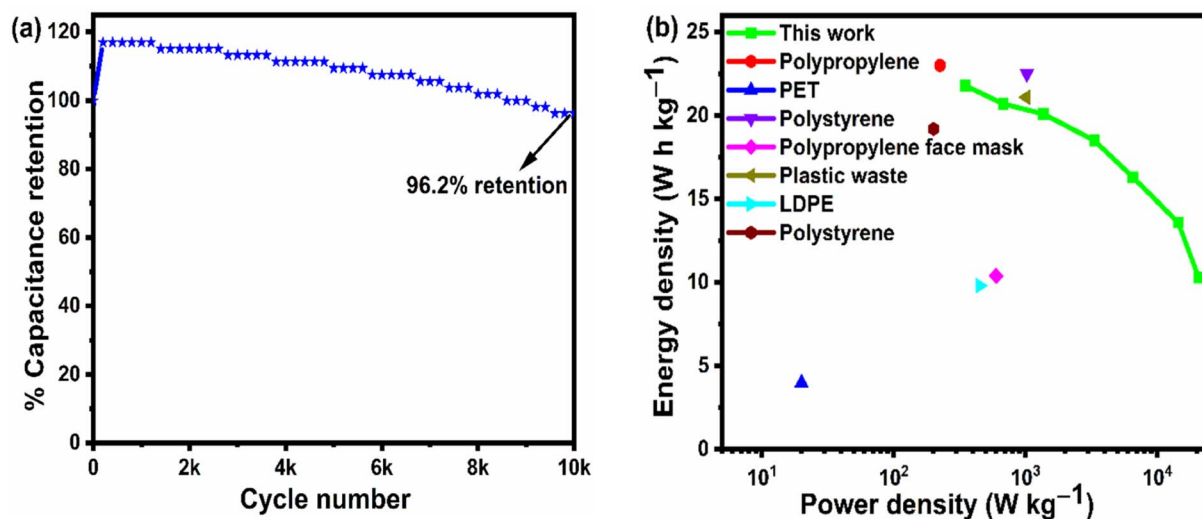 (a)
120
100
80
60
40
20
0
% Capacitance retention
96.2% retention
0
2k
4k
6k
8k
10k
Cycle number
(b)
25
20
15
10
5
0
Energy density (W h kg⁻¹)
This work
Polypropylene
PET
Polystyrene
Polypropylene face mask
Plastic waste
LDPE
Polystyrene
10¹
10²
10³
10⁴
Power density (W kg⁻¹)